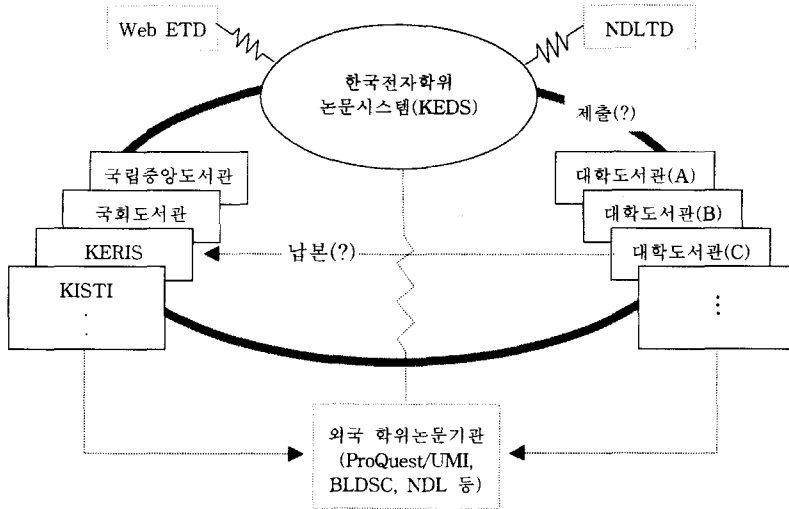 Web ETD
NDLTD
한국전자학위
논문시스템(KEDS)
제출(?)
국립중앙도서관
국회도서관
KERIS
KISTI
납본(?)
대학도서관(A)
대학도서관(B)
대학도서관(C)
외국 학위논문기관
(ProQuest/UMI,
BLDSC, NDL 등)